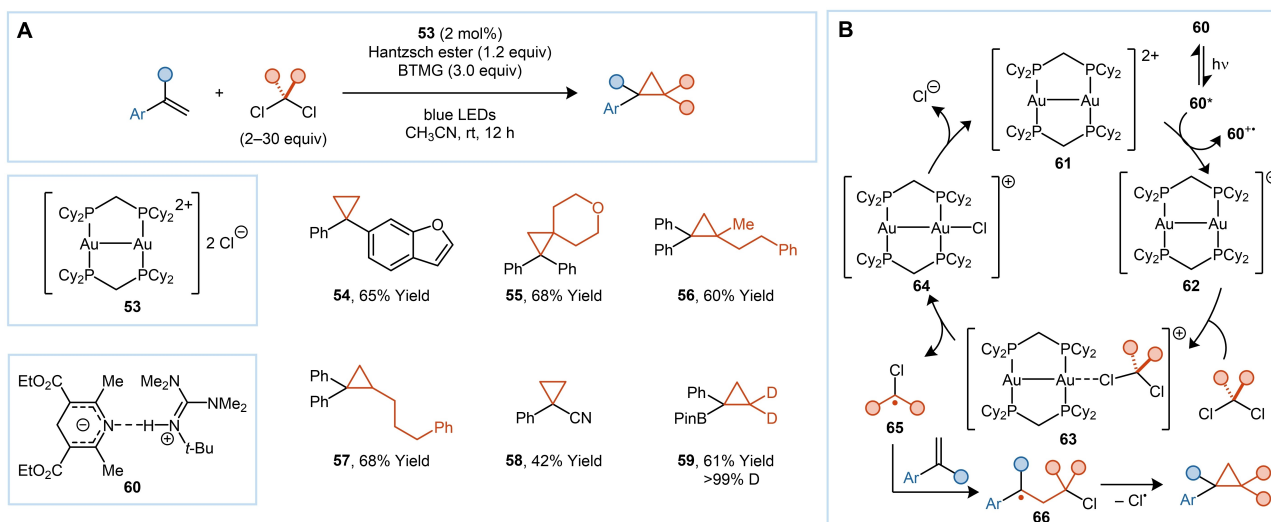 A
53 (2 mol%)
Hantzsch ester (1.2 equiv)
BTMG (3.0 equiv)
Ar
+
Cl Cl
(2–30 equiv)
blue LEDs
CH3CN, rt, 12 h
Ar
Cy2P PCy2 2+
Au Au
2 Cl⊖
Cy2P PCy2
53
EtO2C Me Me2N
NMe2
⊖ N H N
⊕
t-Bu
EtO2C Me
60
Ph O
54, 65% Yield
O
Ph Ph
55, 68% Yield
Ph Me
Ph Ph
56, 60% Yield
Ph
Ph
Ph
57, 68% Yield
Ph CN
58, 42% Yield
Ph D
PinB D
59, 61% Yield
>99% D
B
60
hν
60*
60+•
Cy2P PCy2 2+
Au Au
Cy2P PCy2
61
Cl⊖
Cy2P PCy2 ⊕
Au Au Cl
Cy2P PCy2
64
Cy2P PCy2
Au Au
Cy2P PCy2
62
Cy2P PCy2 ⊕
Au Au Cl
Cl
Cy2P PCy2
63
Cl Cl
Cl
•
65
Ar
Ar • Cl
66
– Cl•
Ar